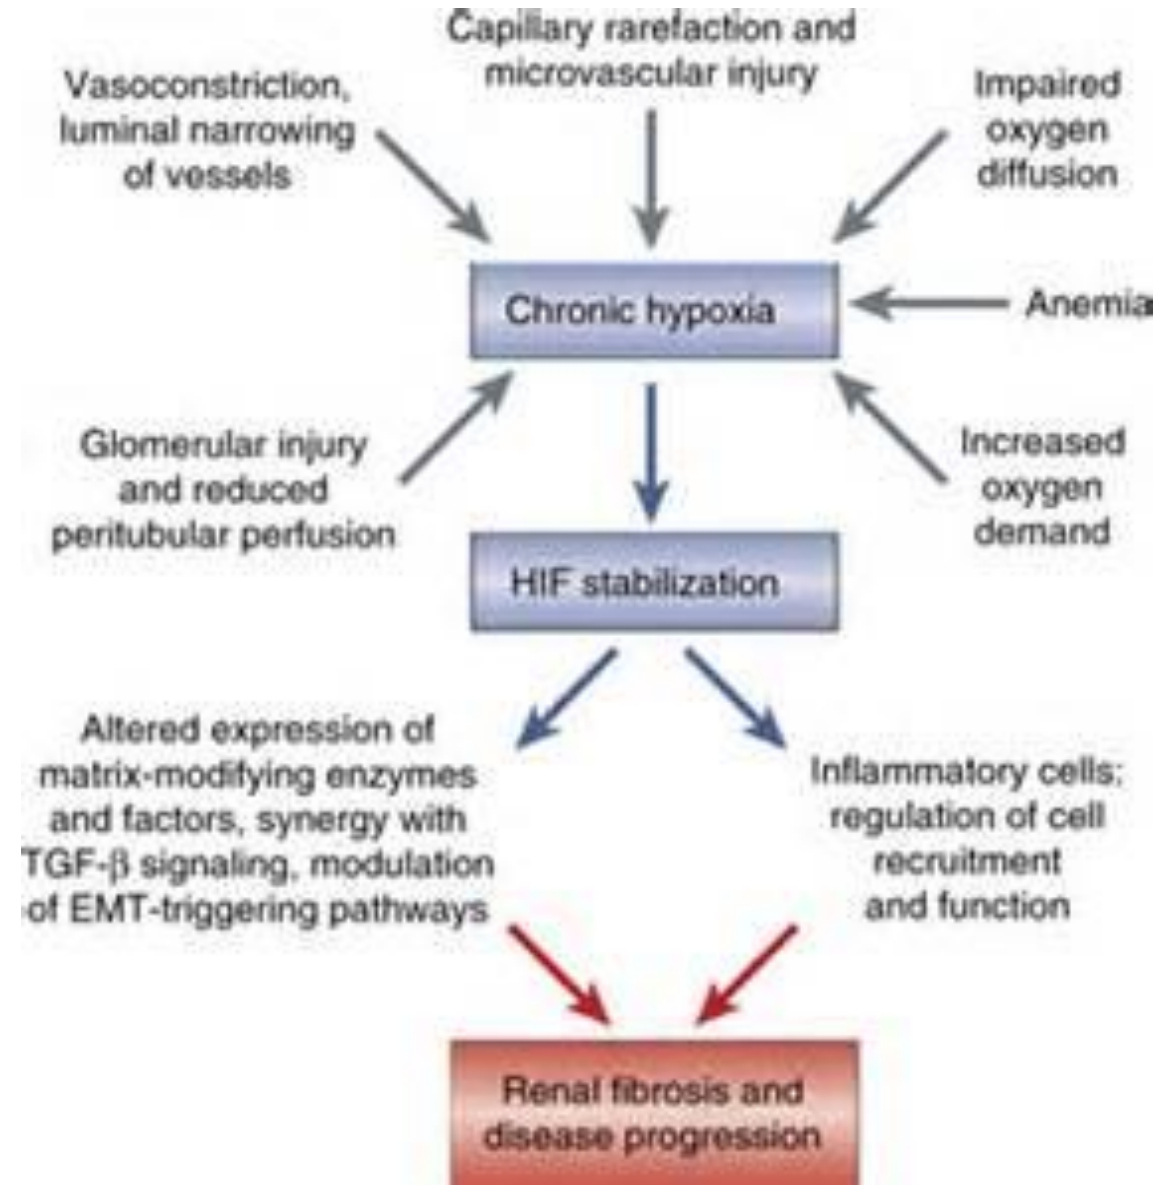 Capillary rarefaction and
microvascular injury
Vasoconstriction,
luminal narrowing
of vessels
Impaired
oxygen
diffusion
Chronic hypoxia
Anemia
Glomerular injury
and reduced
peritubular perfusion
Increased
oxygen
demand
HIF stabilization
Altered expression of
matrix-modifying enzymes
and factors, synergy with
TGF-β signaling, modulation
of EMT-triggering pathways
Inflammatory cells:
regulation of cell
recruitment
and function
Renal fibrosis and
disease progression